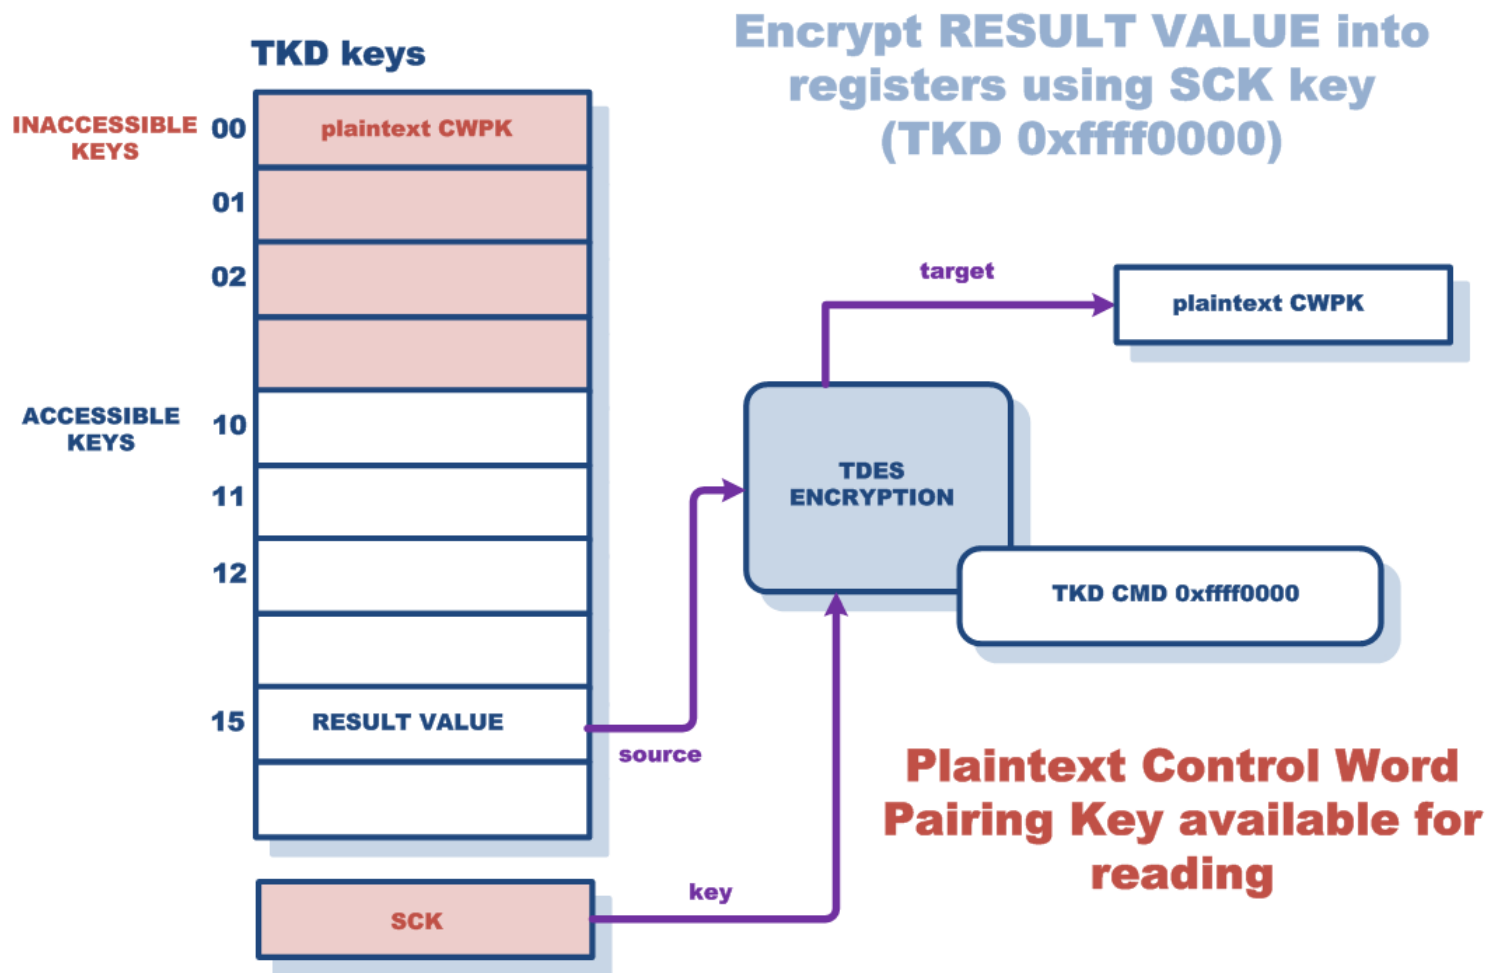 TKD keys
Encrypt RESULT VALUE into
registers using SCK key
(TKD 0xffff0000)
INACCESSIBLE
KEYS
00
plaintext CWPK
01
02
ACCESSIBLE
KEYS
10
11
12
15
RESULT VALUE
source
SCK
key
target
plaintext CWPK
TDES
ENCRYPTION
TKD CMD 0xffff0000
Plaintext Control Word
Pairing Key available for
reading